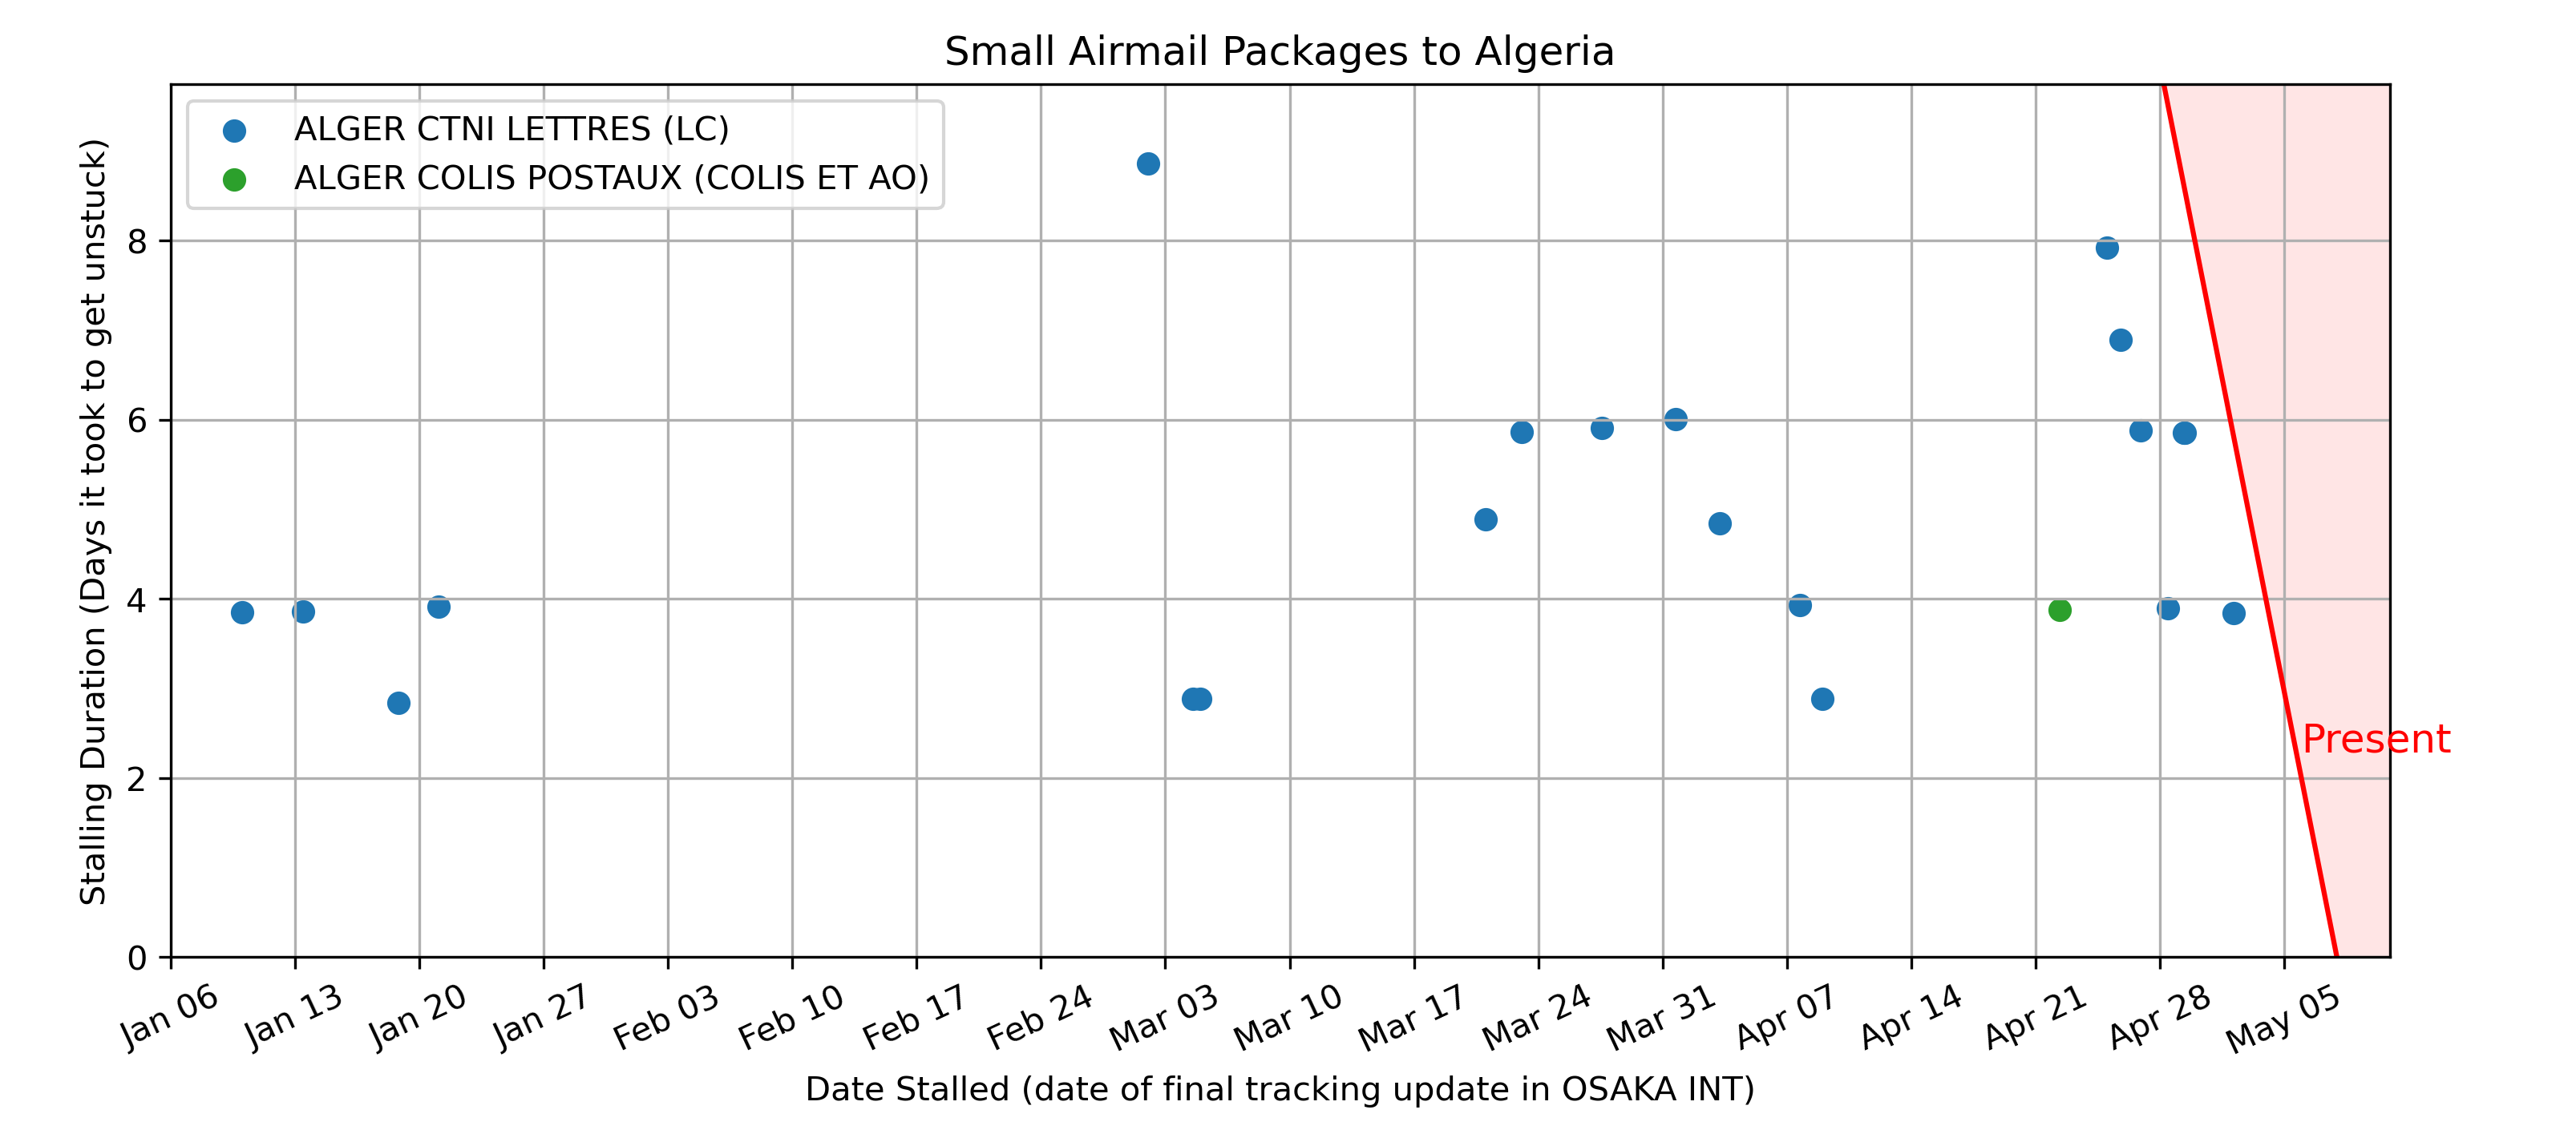 Small Airmail Packages to Algeria
ALGER CTNI LETTRES (LC)
ALGER COLIS POSTAUX (COLIS ET AO)
Stalling Duration (Days it took to get unstuck)
8
6
4
2
0
Present
Jan 06 Jan 13 Jan 20 Jan 27 Feb 03 Feb 10 Feb 17 Feb 24 Mar 03 Mar 10 Mar 17 Mar 24 Mar 31 Apr 07 Apr 14 Apr 21 Apr 28 May 05
Date Stalled (date of final tracking update in OSAKA INT)